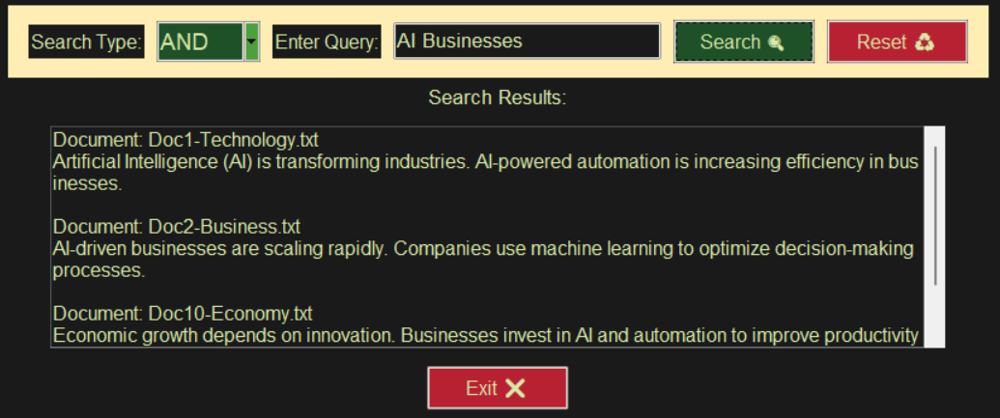 Search Type: AND Enter Query: AI Businesses Search Reset
Search Results:
Document: Doc1-Technology.txt
Artificial Intelligence (AI) is transforming industries. AI-powered automation is increasing efficiency in bus
inesses.
Document: Doc2-Business.txt
AI-driven businesses are scaling rapidly. Companies use machine learning to optimize decision-making
processes.
Document: Doc10-Economy.txt
Economic growth depends on innovation. Businesses invest in AI and automation to improve productivity
Exit